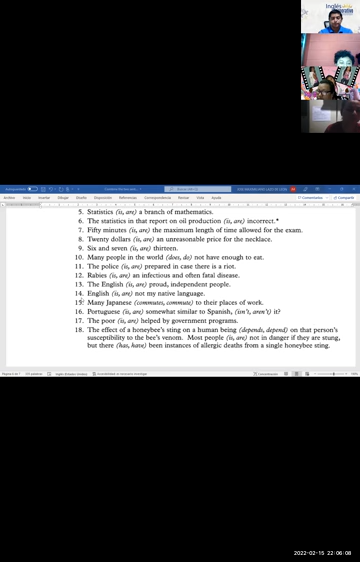 Inglés
Archivo Inicio Insertar Dibujar Diseño Disposición Referencias Correspondencia Revisar Vista Ayuda
5. Statistics (is, are) a branch of mathematics.
6. The statistics in that report on oil production (is, are) incorrect.*
7. Fifty minutes (is, are) the maximum length of time allowed for the exam.
8. Twenty dollars (is, are) an unreasonable price for the necklace.
9. Six and seven (is, are) thirteen.
10. Many people in the world (does, do) not have enough to eat.
11. The police (is, are) prepared in case there is a riot.
12. Rabies (is, are) an infectious and often fatal disease.
13. The English (is, are) proud, independent people.
14. English (is, are) not my native language.
15. Many Japanese (commutes, commute) to their places of work.
16. Portuguese (is, are) somewhat similar to Spanish, (isn't, aren't) it?
17. The poor (is, are) helped by government programs.
18. The effect of a honeybee's sting on a human being (depends, depend) on that person's
susceptibility to the bee's venom. Most people (is, are) not in danger if they are stung,
but there (has, have) been instances of allergic deaths from a single honeybee sting.
2022-02-15 22:06:08